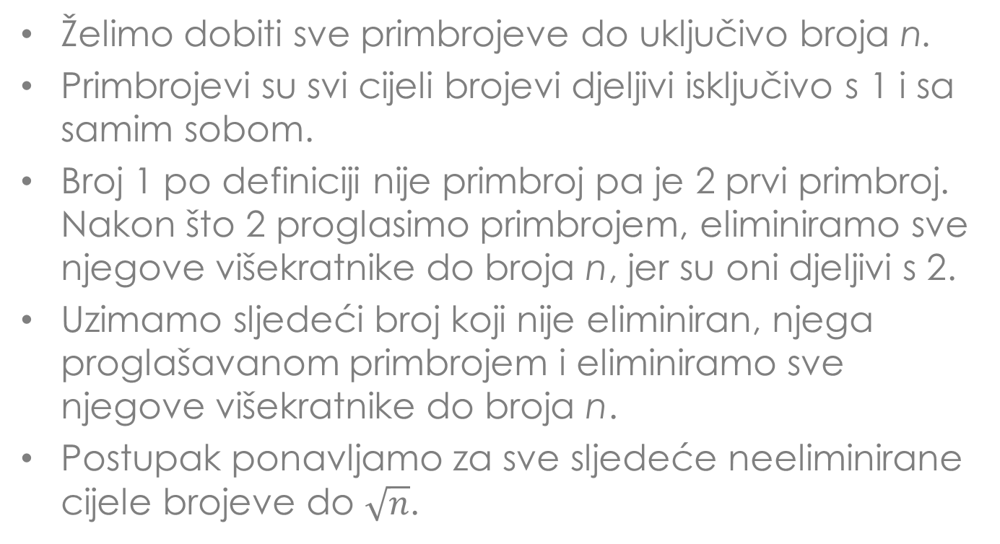 • Želimo dobiti sve primbrojeve do uključivo broja n.
• Primbrojevi su svi cijeli brojevi djeljivi isključivo s 1 i sa
samim sobom.
• Broj 1 po definiciji nije primbroj pa je 2 prvi primbroj.
Nakon što 2 proglasimo primbrojem, eliminiramo sve
njegove višekratnike do broja n, jer su oni djeljivi s 2.
• Uzimamo sljedeći broj koji nije eliminiran, njega
proglašavanom primbrojem i eliminiramo sve
njegove višekratnike do broja n.
• Postupak ponavljamo za sve sljedeće neeliminirane
cijele brojeve do √n.